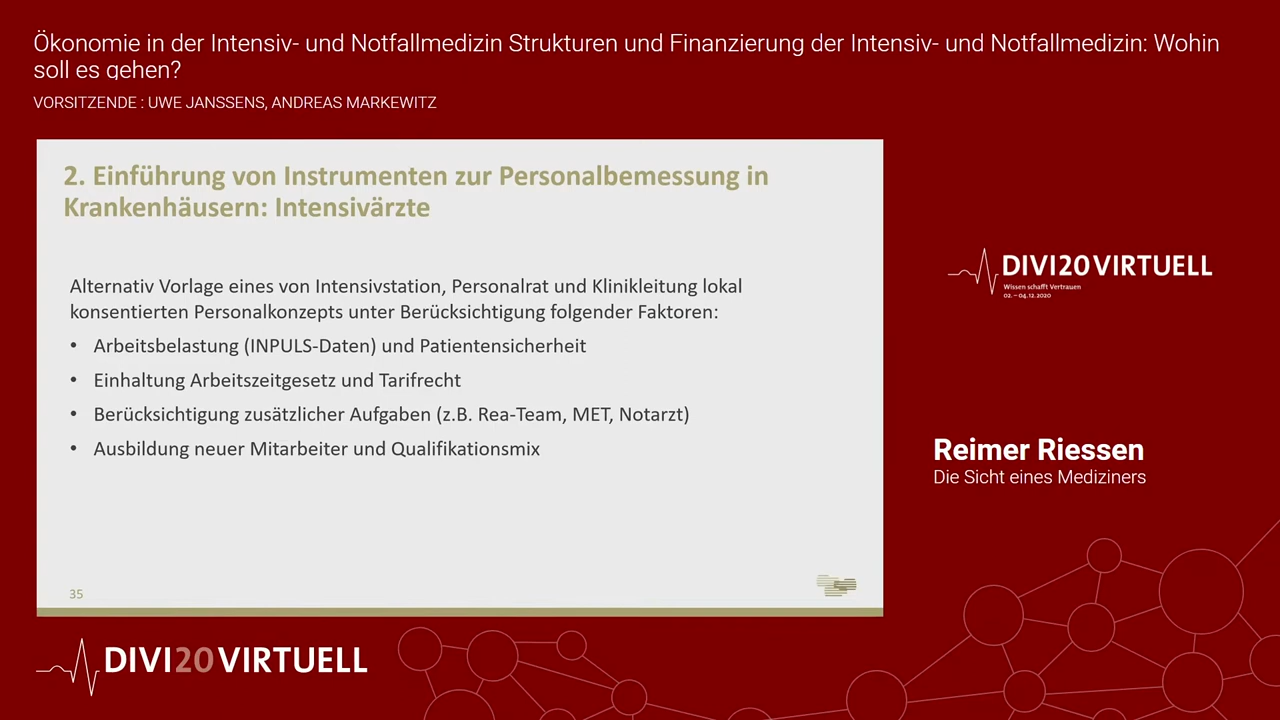 Ökonomie in der Intensiv- und Notfallmedizin Strukturen und Finanzierung der Intensiv- und Notfallmedizin: Wohin
soll es gehen?
VORSITZENDE : UWE JANSSENS, ANDREAS MARKEWITZ
2. Einführung von Instrumenten zur Personalbemessung in
Krankenhäusern: Intensivärzte
Alternativ Vorlage eines von Intensivstation, Personalrat und Klinikleitung lokal
konsentierten Personalkonzepts unter Berücksichtigung folgender Faktoren:
• Arbeitsbelastung (INPULS-Daten) und Patientensicherheit
• Einhaltung Arbeitszeitgesetz und Tarifrecht
• Berücksichtigung zusätzlicher Aufgaben (z.B. Rea-Team, MET, Notarzt)
• Ausbildung neuer Mitarbeiter und Qualifikationsmix
35
DIVI20VIRTUELL
Wissen schafft Vertrauen
02. – 04.12.2020
Reimer Riessen
Die Sicht eines Mediziners
DIVI20VIRTUELL